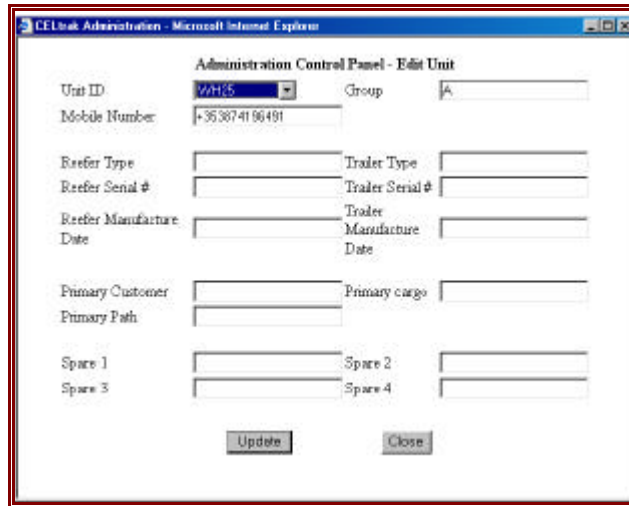 CELtrak Administration - Microsoft Internet Explorer
Administration Control Panel - Edit Unit
Unit ID WH25 Group A
Mobile Number +353874196491
Reefer Type Trailer Type
Reefer Serial # Trailer Serial #
Reefer Manufacture Date Trailer Manufacture Date
Primary Customer Primary cargo
Primary Path
Spare 1 Spare 2
Spare 3 Spare 4
Update Close